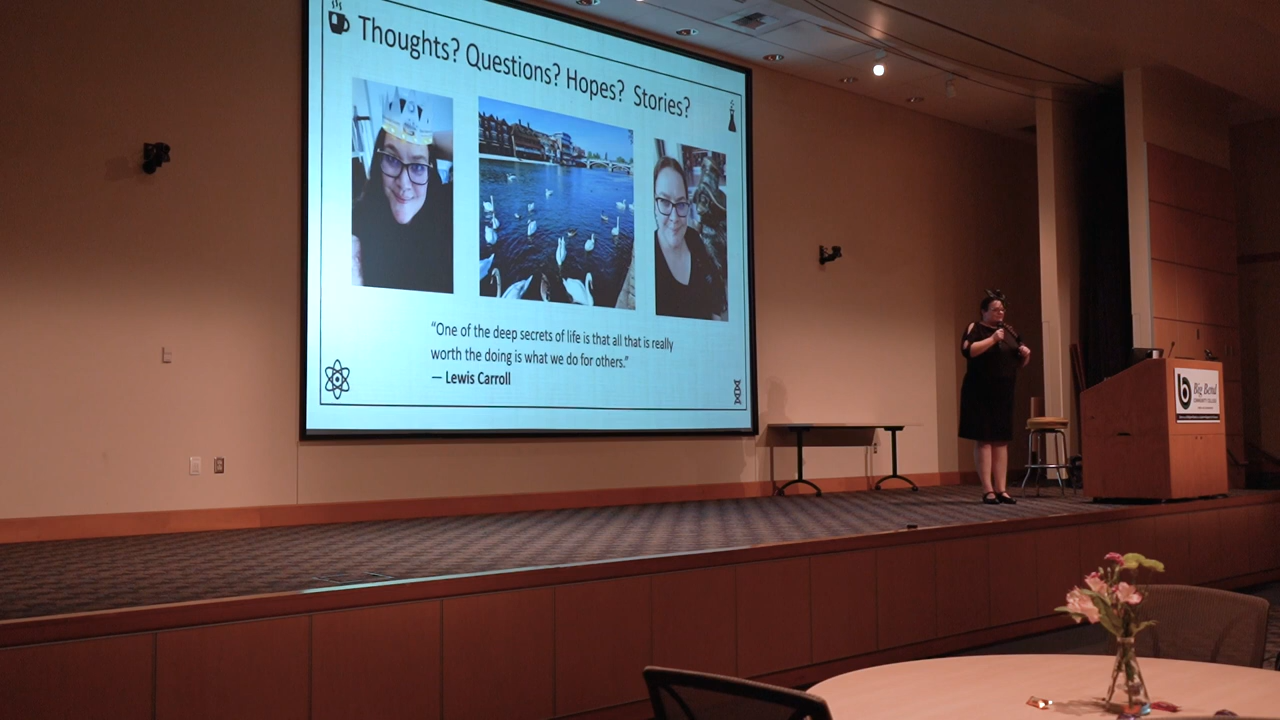 Thoughts? Questions? Hopes? Stories?
“One of the deep secrets of life is that all that is really
worth the doing is what we do for others.”
— Lewis Carroll
b
Big Bend
COMMUNITY COLLEGE